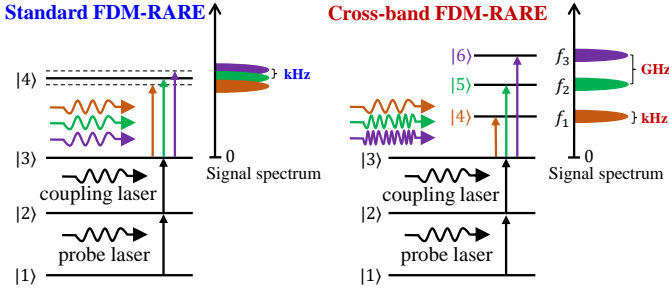 Standard FDM-RARE
|4⟩
kHz
|3⟩
0
Signal spectrum
coupling laser
|2⟩
probe laser
|1⟩
Cross-band FDM-RARE
|6⟩
f3
|5⟩
f2
GHz
|4⟩
f1
kHz
|3⟩
0
Signal spectrum
coupling laser
|2⟩
probe laser
|1⟩